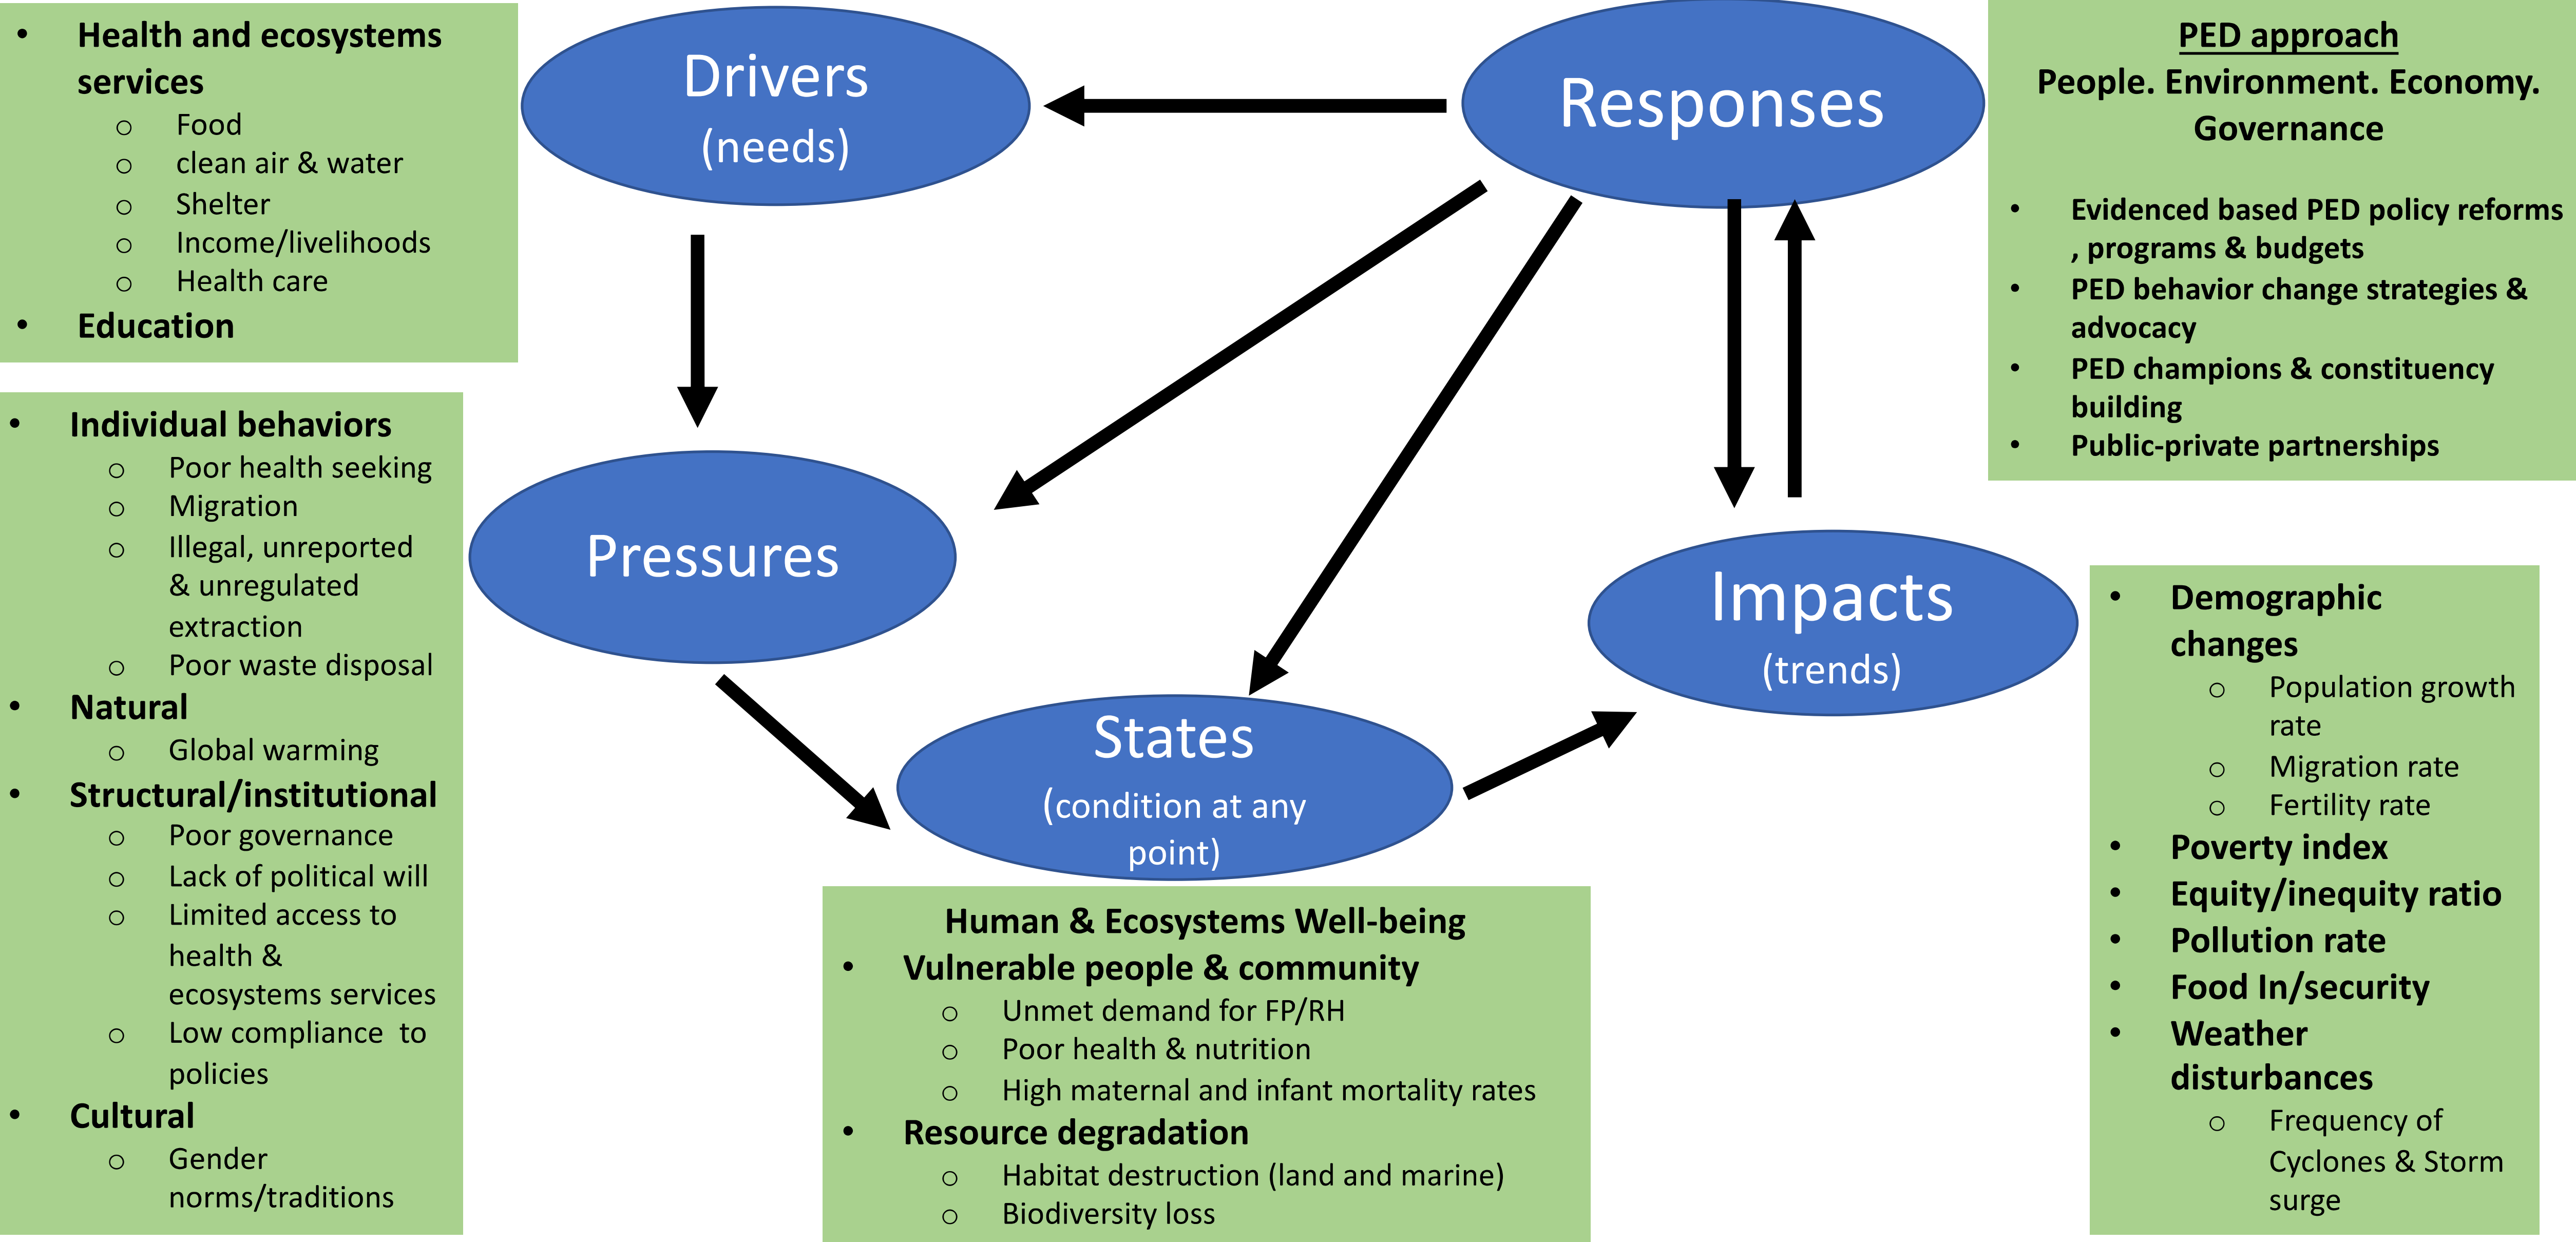 • Health and ecosystems
services
o Food
o clean air & water
o Shelter
o Income/livelihoods
o Health care
• Education
Drivers
(needs)
Responses
PED approach
People. Environment. Economy.
Governance
• Evidenced based PED policy reforms
, programs & budgets
• PED behavior change strategies &
advocacy
• PED champions & constituency
building
• Public-private partnerships
• Individual behaviors
o Poor health seeking
o Migration
o Illegal, unreported
& unregulated
extraction
o Poor waste disposal
• Natural
o Global warming
• Structural/institutional
o Poor governance
o Lack of political will
o Limited access to
health &
ecosystems services
o Low compliance to
policies
• Cultural
o Gender
norms/traditions
Pressures
States
(condition at any
point)
Impacts
(trends)
Human & Ecosystems Well-being
• Vulnerable people & community
o Unmet demand for FP/RH
o Poor health & nutrition
o High maternal and infant mortality rates
• Resource degradation
o Habitat destruction (land and marine)
o Biodiversity loss
• Demographic
changes
o Population growth
rate
o Migration rate
o Fertility rate
• Poverty index
• Equity/inequity ratio
• Pollution rate
• Food In/security
• Weather
disturbances
o Frequency of
Cyclones & Storm
surge